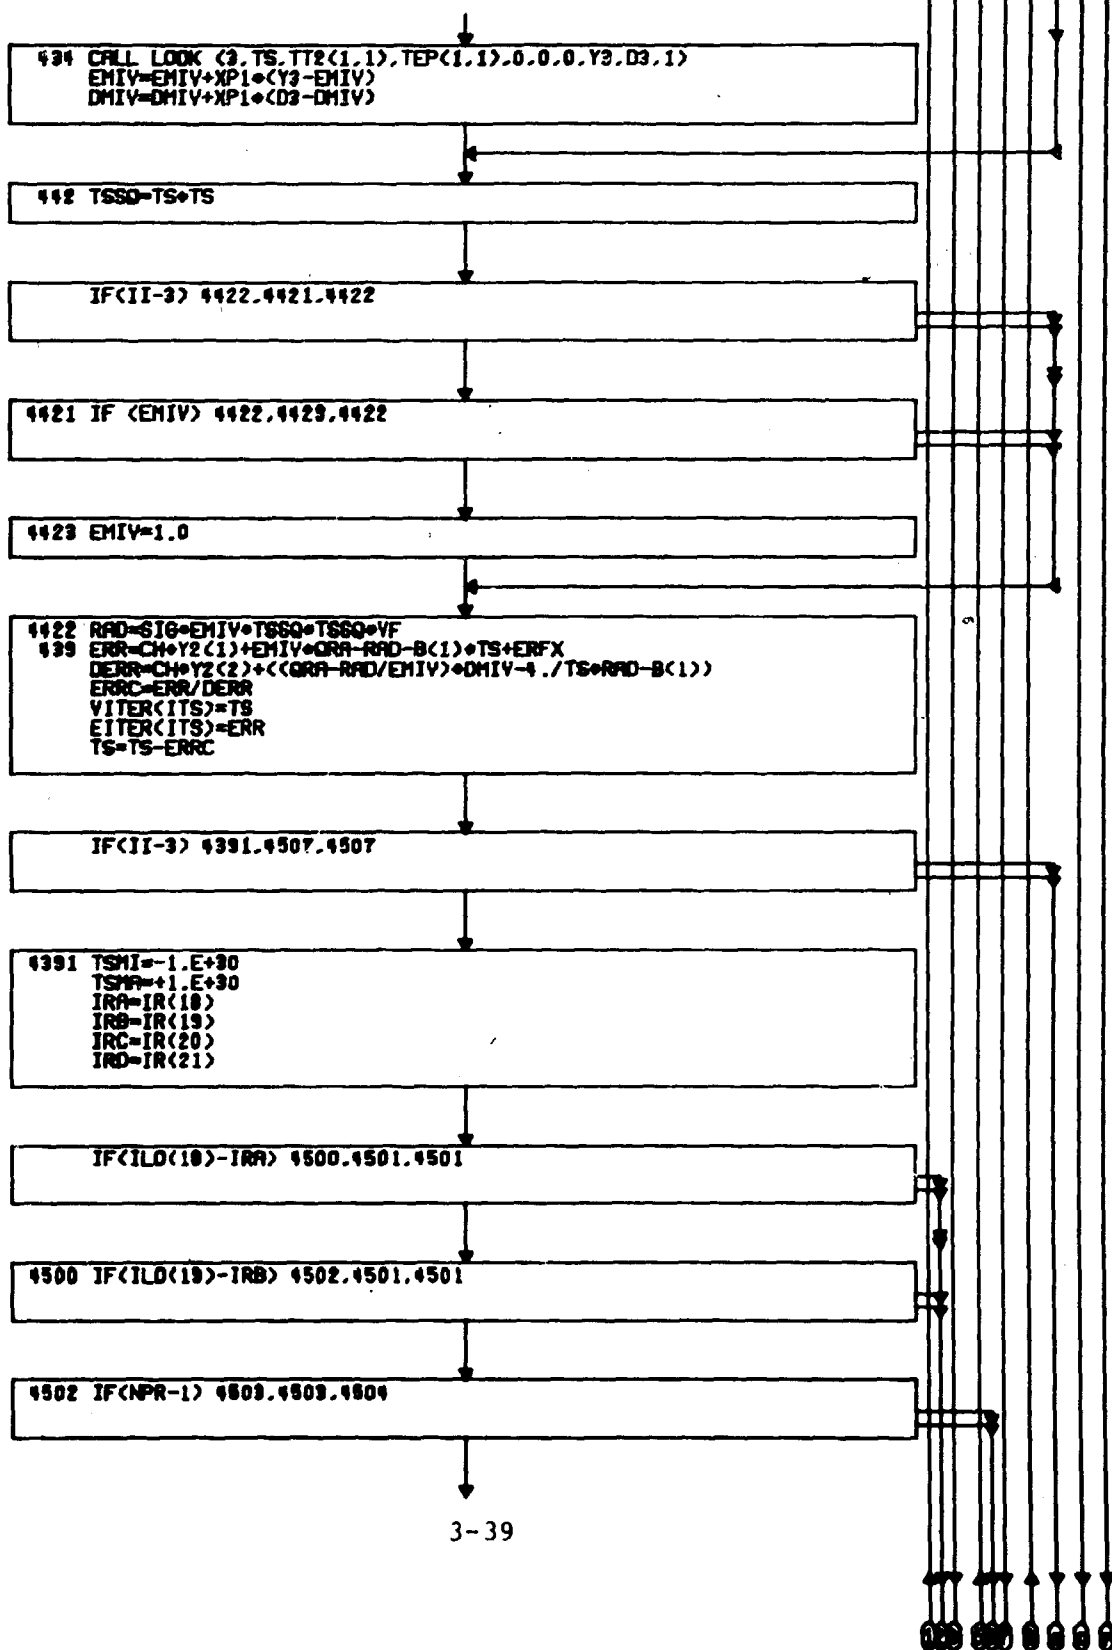 434 CALL LOOK (3,TS,TT2(1,1),TEP(1,1),0,0,0,Y3,D3,1)
EMIV=EMIV+XP1*(Y3-EMIV)
DMIV=DMIV+XP1*(D3-DMIV)
442 TSSQ=TS*TS
IF(II-3) 4422,4421,4422
4421 IF (EMIV) 4422,4423,4422
4423 EMIV=1.0
4422 RAD=SIG*EMIV*TSSQ*TSSQ*VF
439 ERR=CH*Y2(1)+EMIV*QRA-RAD-B(1)*TS+ERFX
DERR=CH*Y2(2)+((QRA-RAD/EMIV)*DMIV-4./TS*RAD-B(1))
ERRC=ERR/DERR
VITER(ITS)=TS
EITER(ITS)=ERR
TS=TS-ERRC
IF(II-3) 4391,4507,4507
4391 TSMI=-1.E+30
TSMA=+1.E+30
IRA=IR(18)
IRB=IR(19)
IRC=IR(20)
IRD=IR(21)
IF(ILO(18)-IRA) 4500,4501,4501
4500 IF(ILO(19)-IRB) 4502,4501,4501
4502 IF(NPR-1) 4503,4503,4504
3-39